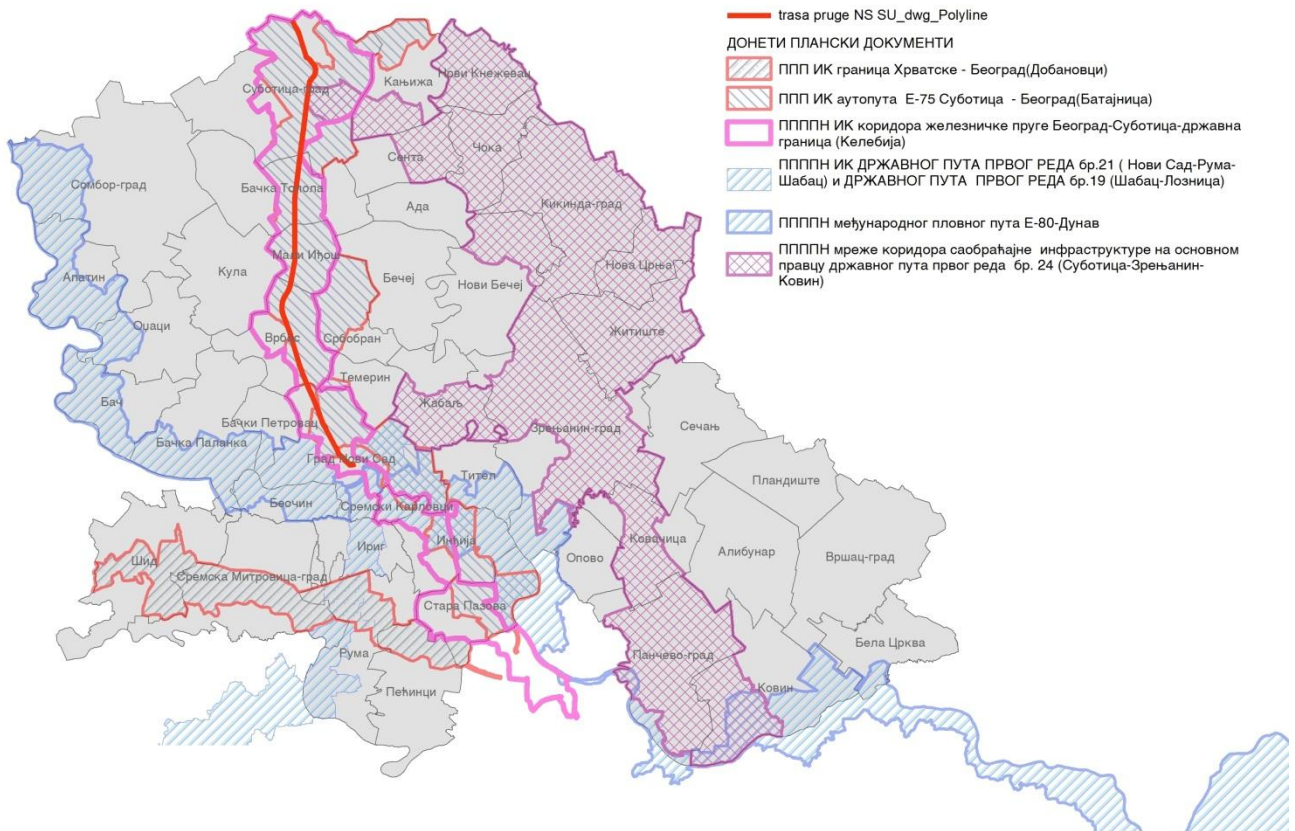 trasa pruge NS SU_dwg_Polyline
ДОНЕТИ ПЛАНСКИ ДОКУМЕНТИ
ППП ИК граница Хрватске - Београд(Добановци)
ППП ИК аутопута Е-75 Суботица - Београд(Батајница)
ППППН ИК коридора железничке пруге Београд-Суботица-државна
граница (Келебија)
ППППН ИК ДРЖАВНОГ ПУТА ПРВОГ РЕДА бр.21 ( Нови Сад-Рума-
Шабац) и ДРЖАВНОГ ПУТА ПРВОГ РЕДА бр.19 (Шабац-Лозница)
ППППН међународног пловног пута Е-80-Дунав
ППППН мреже коридора саобраћајне инфраструктуре на основном
правцу државног пута првог реда бр. 24 (Суботица-Зрењанин-
Ковин)
Кањижа
Нови Кнежевац
Суботица-град
Чока
Сента
Сомбор-град
Бачка Топола
Ада
Кикинда-град
Мали Иђош
Кула
Нова Црња
Апатин
Бечеј
Нови Бечеј
Оџаци
Житиште
Врбас
Србобран
Темерин
Бач
Жабаљ
Бачки Петровац
Зрењанин-град
Сечањ
Бачка Паланка
Град Нови Сад
Тител
Пландиште
Беочин
Сремски Карловци
Ковачица
Инђија
Ириг
Опово
Алибунар
Вршац-град
Шид
Сремска Митровица-град
Стара Пазова
Бела Црква
Рума
Панчево-град
Пећинци
Ковин